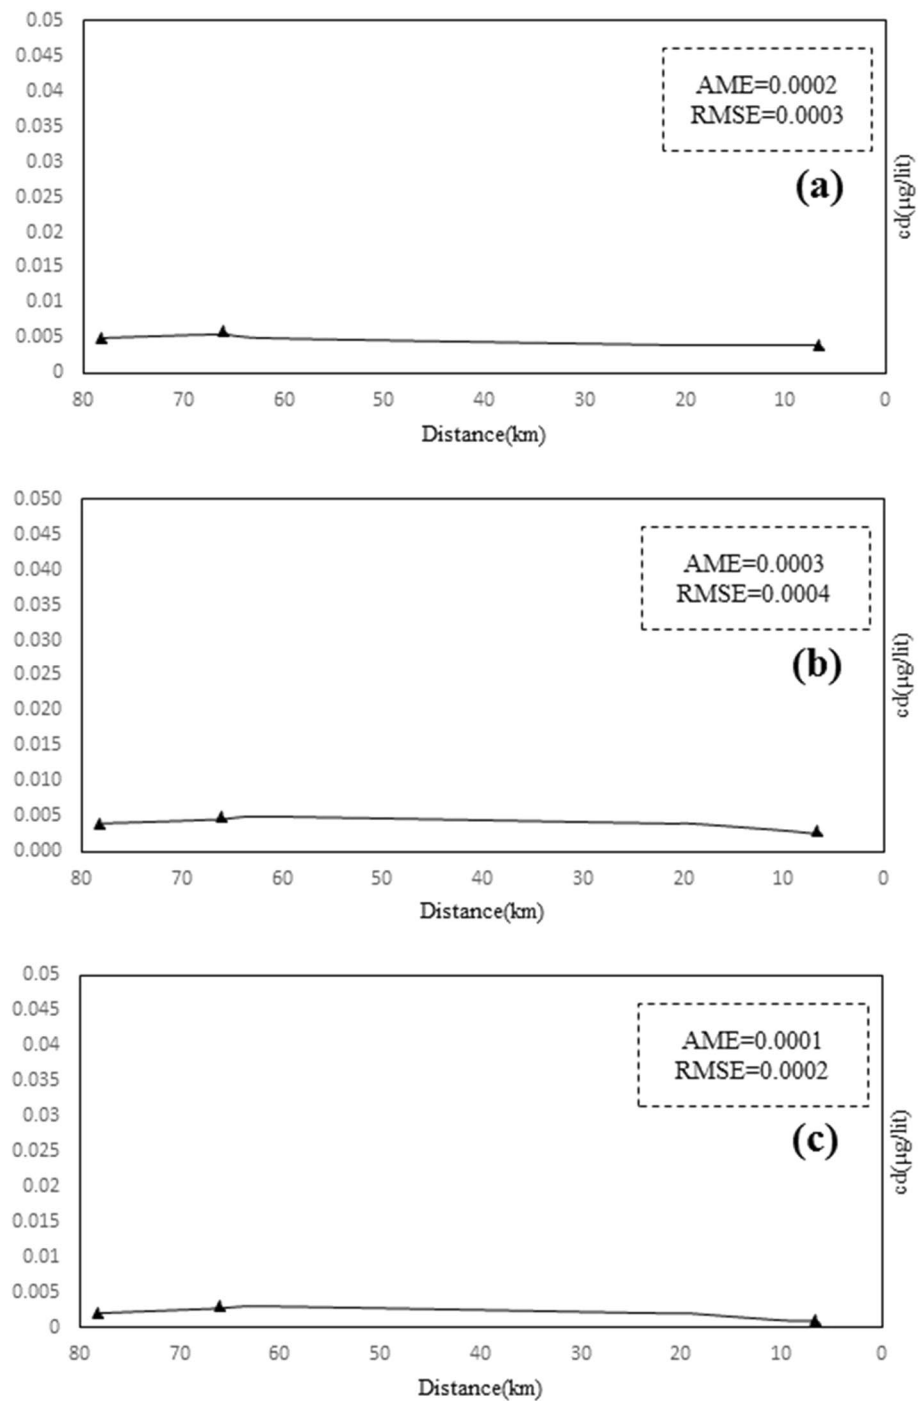 0.05
0.045
0.04
0.035
0.03
0.025
0.02
0.015
0.01
0.005
0
AME=0.0002
RMSE=0.0003
(a)
cd(μg/lit)
80 70 60 50 40 30 20 10 0
Distance(km)
0.050
0.045
0.040
0.035
0.030
0.025
0.020
0.015
0.010
0.005
0.000
AME=0.0003
RMSE=0.0004
(b)
cd(μg/lit)
80 70 60 50 40 30 20 10 0
Distance(km)
0.05
0.045
0.04
0.035
0.03
0.025
0.02
0.015
0.01
0.005
0
AME=0.0001
RMSE=0.0002
(c)
cd(μg/lit)
80 70 60 50 40 30 20 10 0
Distance(km)